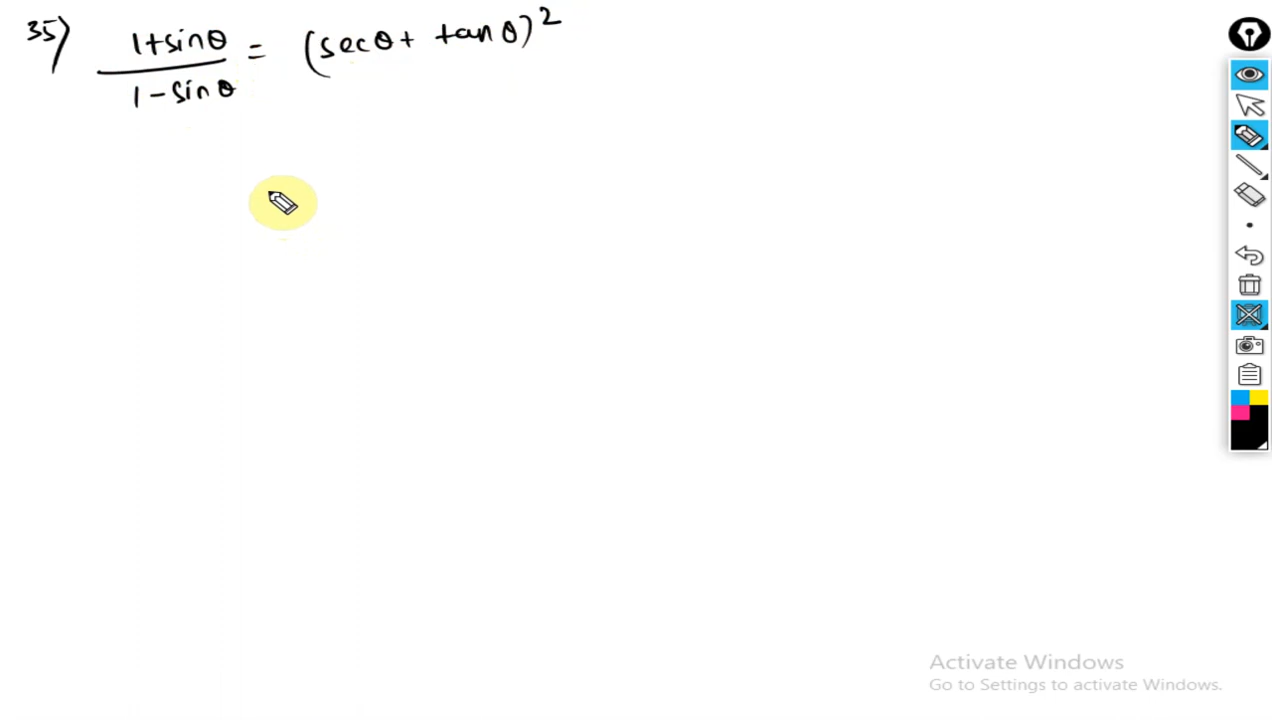 35) 1+sinθ = (secθ + tanθ)²
1-sinθ
Activate Windows
Go to Settings to activate Windows.